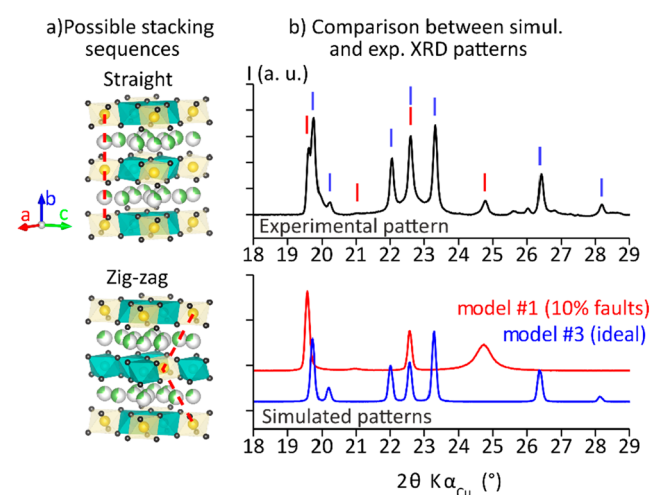 a)Possible stacking
sequences
Straight
b
a
c
Zig-zag
b) Comparison between simul.
and exp. XRD patterns
I (a. u.)
Experimental pattern
18 19 20 21 22 23 24 25 26 27 28 29
model #1 (10% faults)
model #3 (ideal)
Simulated patterns
18 19 20 21 22 23 24 25 26 27 28 29
2θ Kα Cu (°)